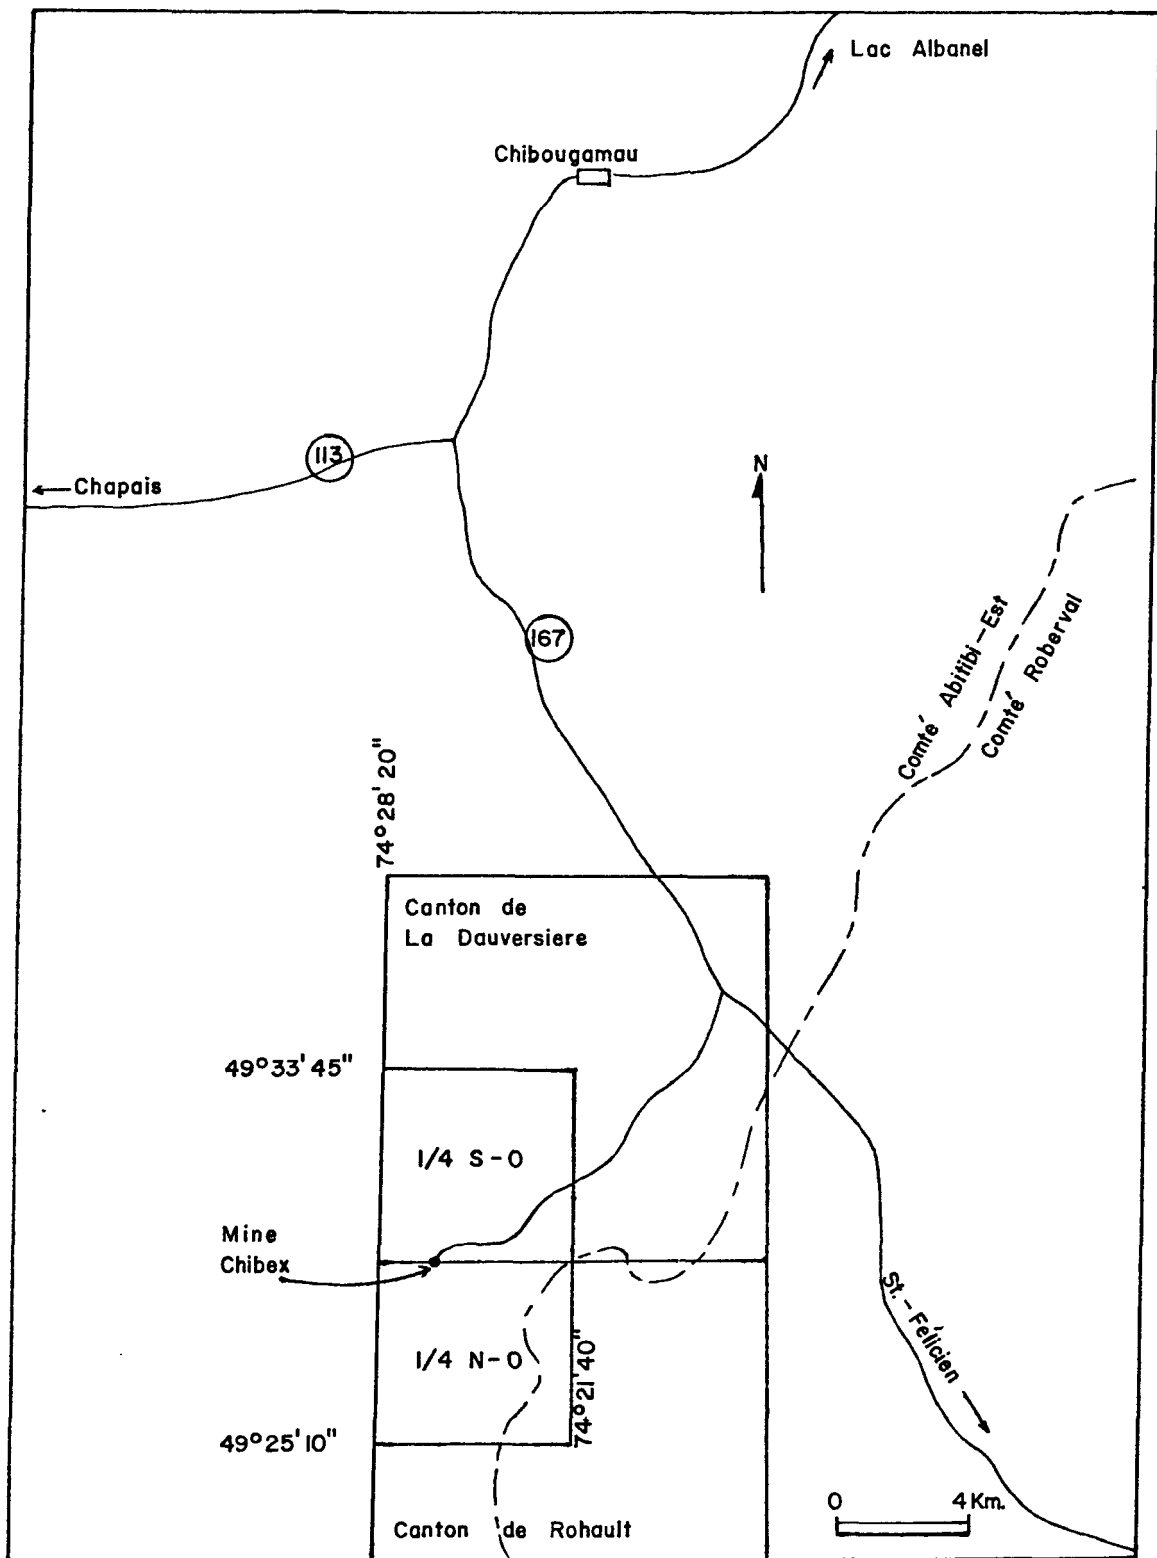 Lac Albanel
Chibougamau
113
Chapais
N
167
Comté Abitibi-Est
Comté Roberval
74°28'20"
Canton de
La Dauversiere
49°33'45"
1/4 S-O
Mine
Chibex
St.-Félicien
1/4 N-O
74°21'40"
49°25'10"
0 4 Km.
Canton de Rohault